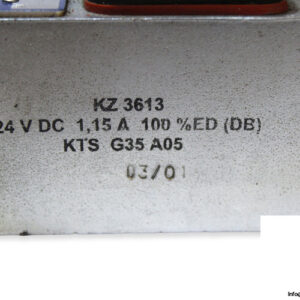 KZ 3613
24 V DC 1,15 A 100 %ED (DB)
KTS G35 A05
03/01